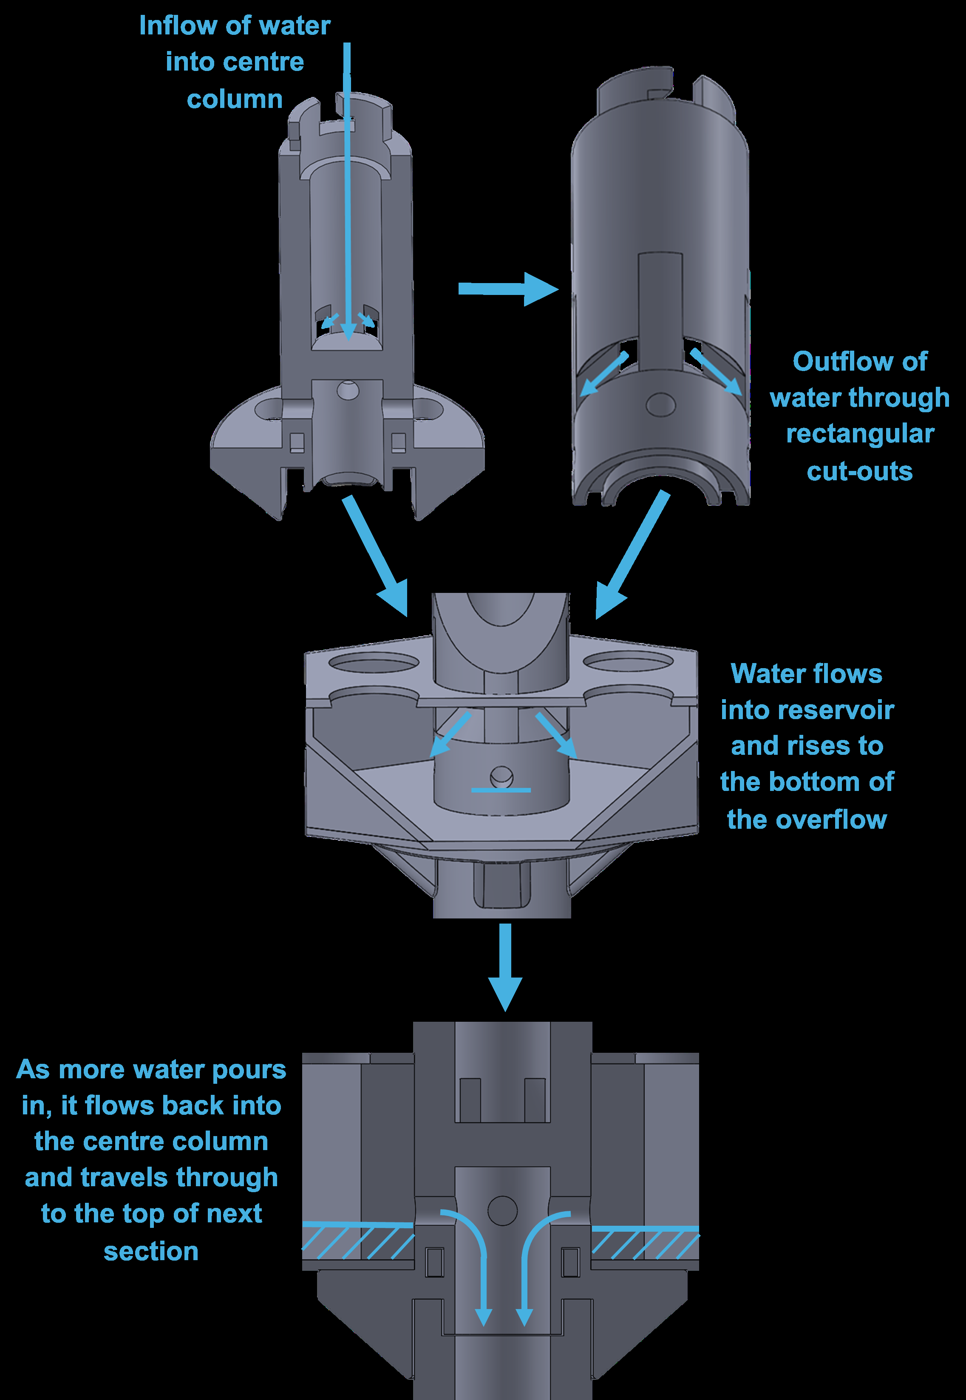 Inflow of water
into centre
column
Outflow of
water through
rectangular
cut-outs
Water flows
into reservoir
and rises to
the bottom of
the overflow
As more water pours
in, it flows back into
the centre column
and travels through
to the top of next
section